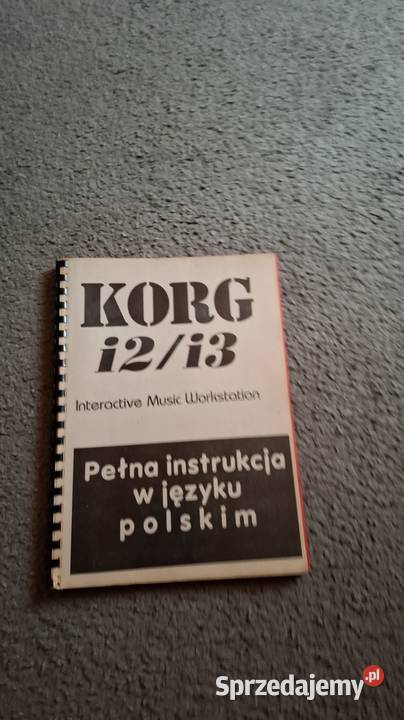 KORG
i2/i3
Interactive Music Workstation
Pełna instrukcja
w języku
polskim
Sprzedajemy.pl